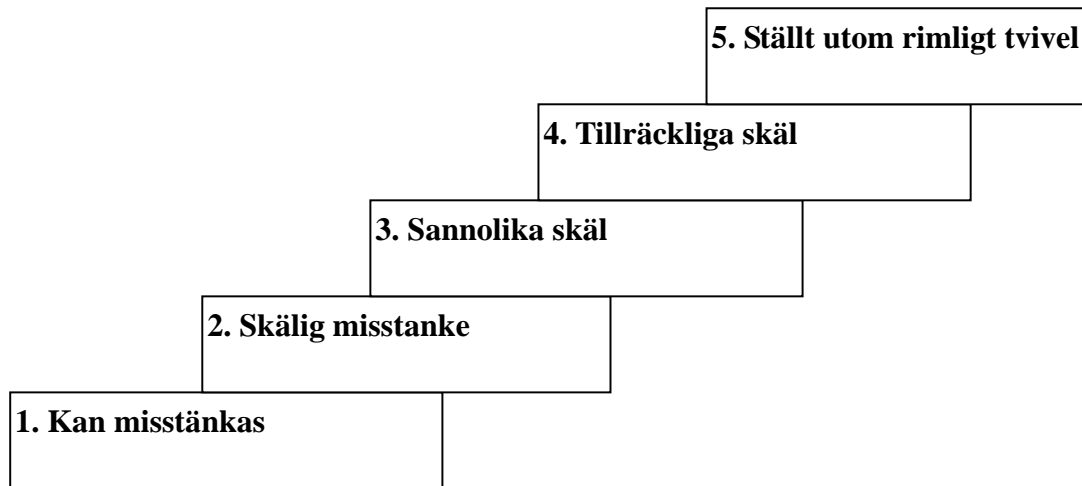 5. Ställt utom rimligt tvivel
4. Tillräckliga skäl
3. Sannolika skäl
2. Skälig misstanke
1. Kan misstänkas